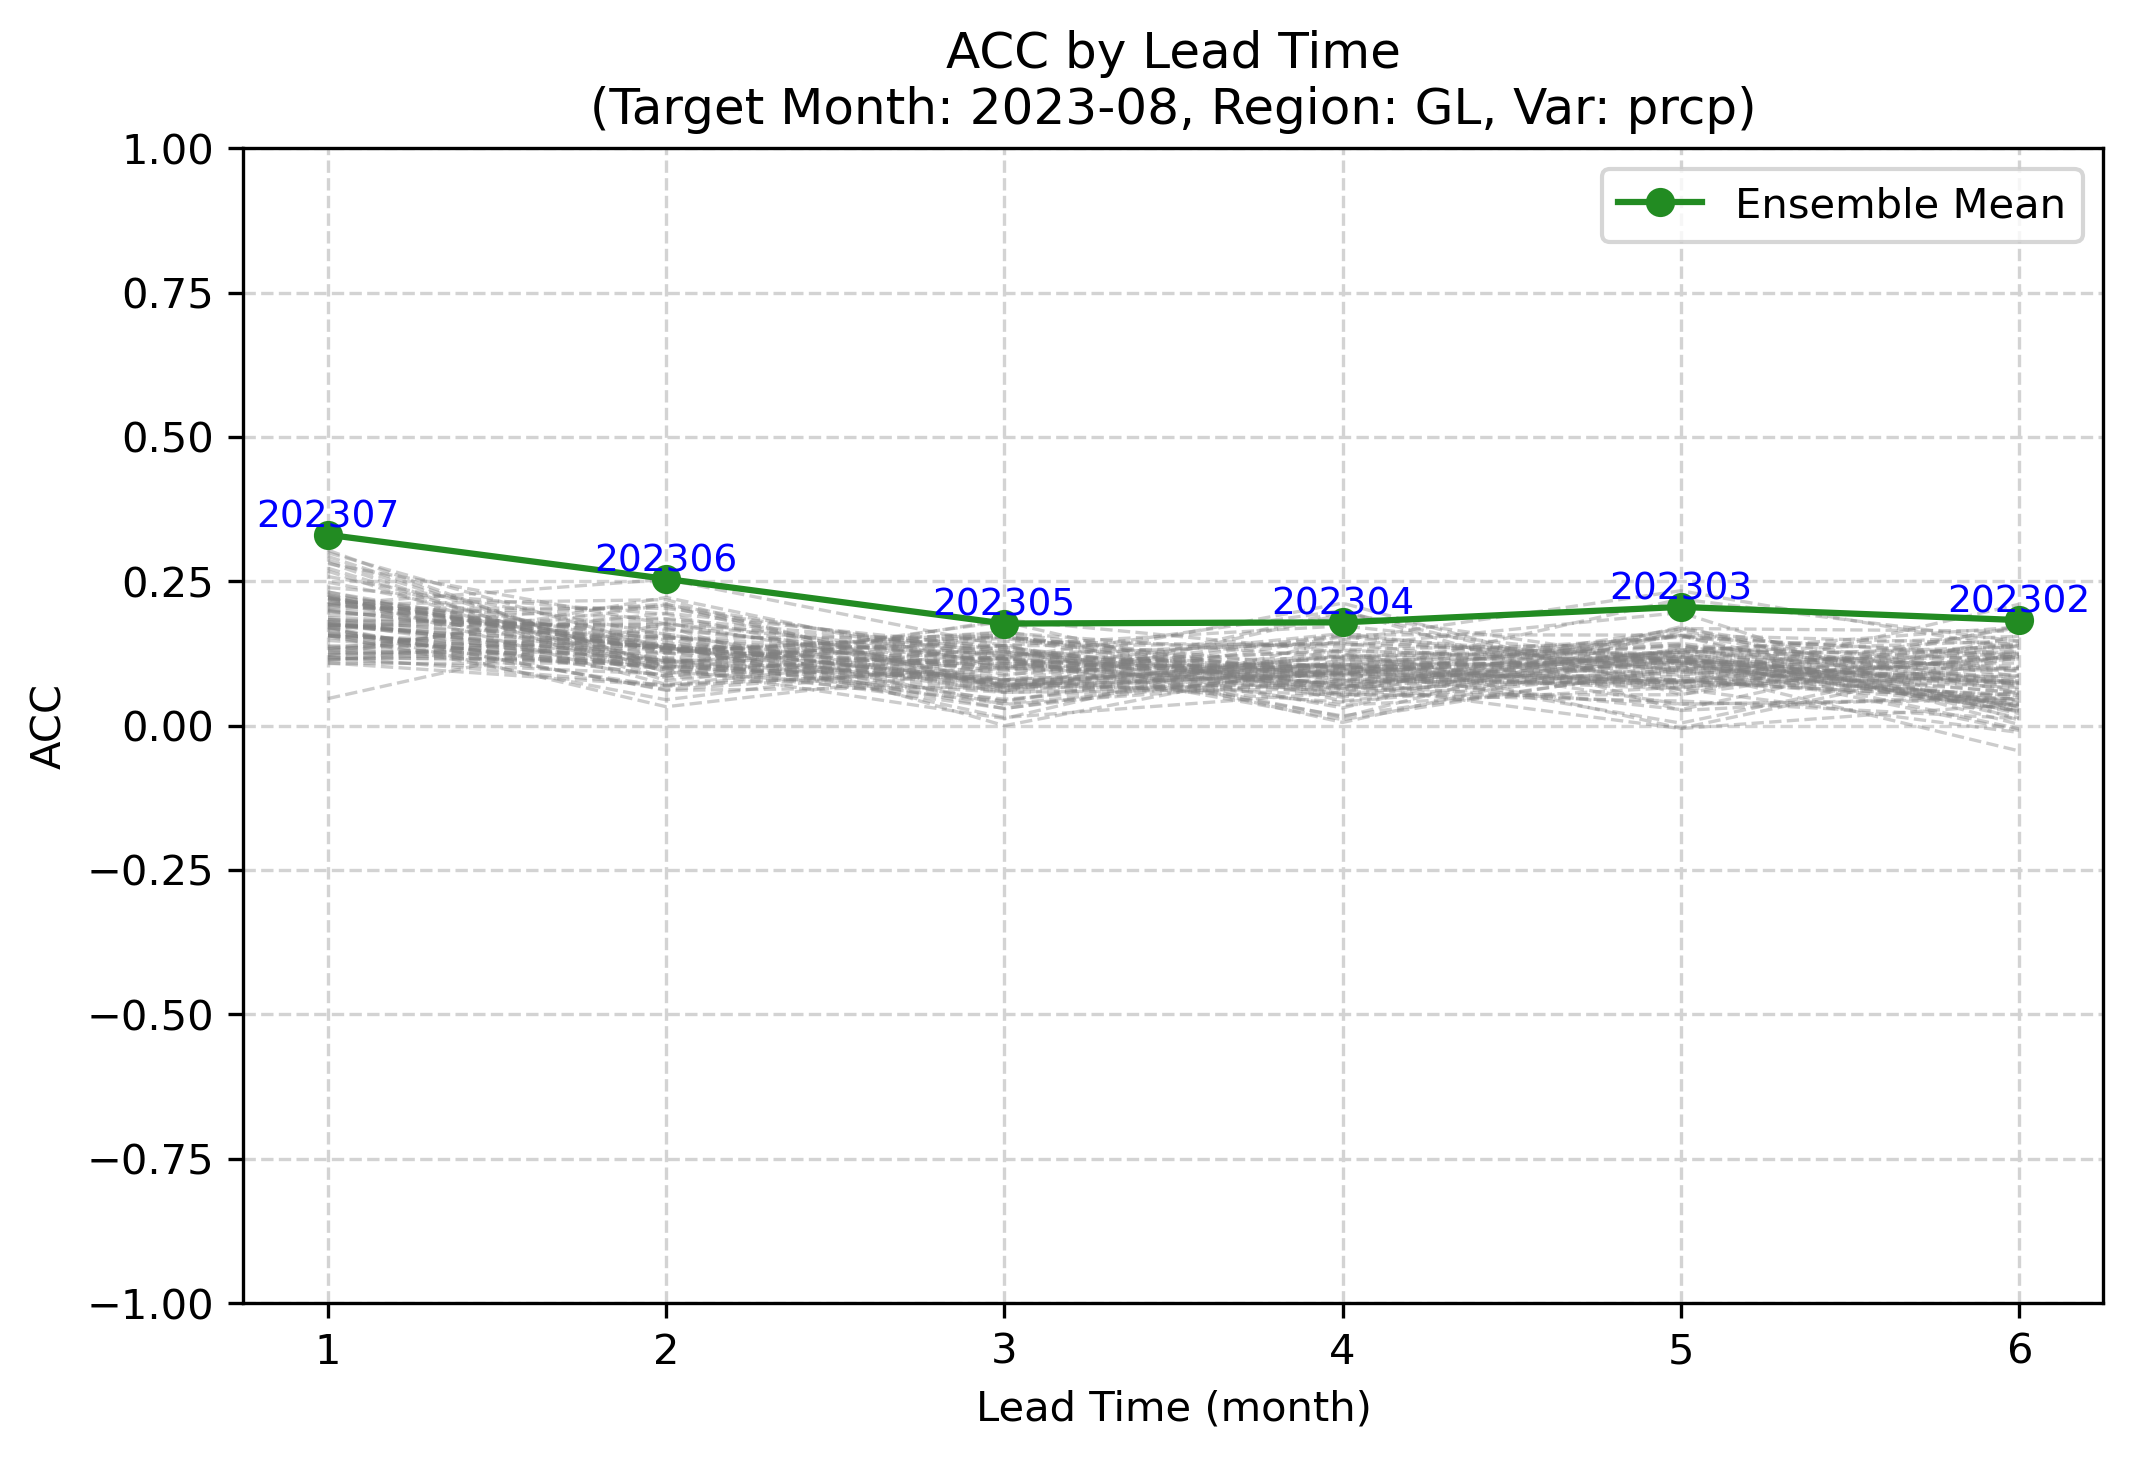 ACC by Lead Time
(Target Month: 2023-08, Region: GL, Var: prcp)
1.00
0.75
0.50
0.25
0.00
−0.25
−0.50
−0.75
−1.00
ACC
Ensemble Mean
202307
202306
202305
202304
202303
202302
1 2 3 4 5 6
Lead Time (month)